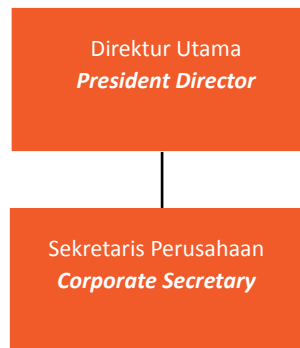 Direktur Utama
President Director
Sekretaris Perusahaan
Corporate Secretary